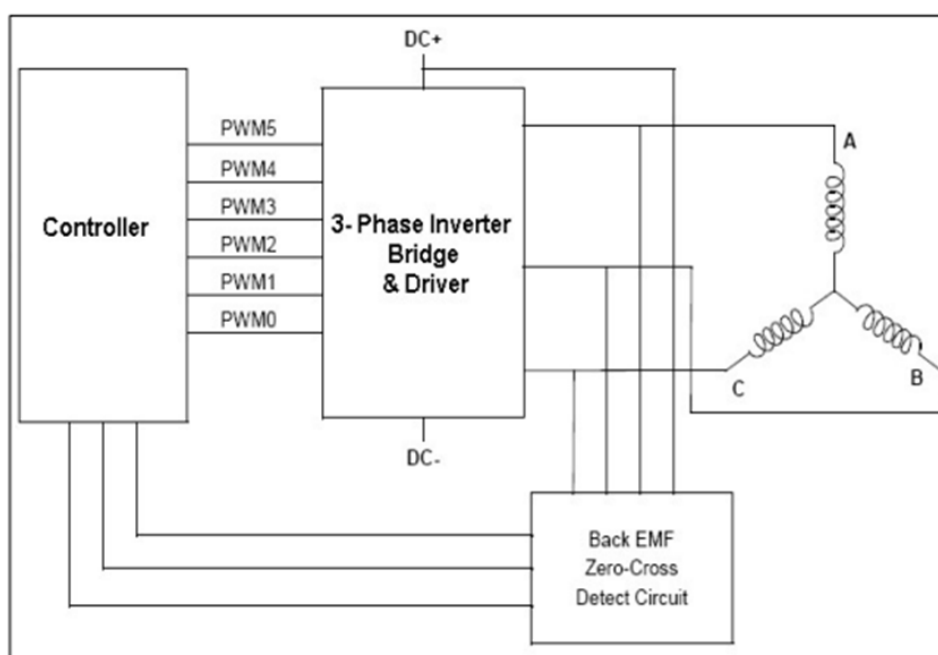 DC+
PWM5
PWM4
PWM3
PWM2
PWM1
PWM0
Controller
3- Phase Inverter
Bridge
& Driver
A
B
C
DC-
Back EMF
Zero-Cross
Detect Circuit